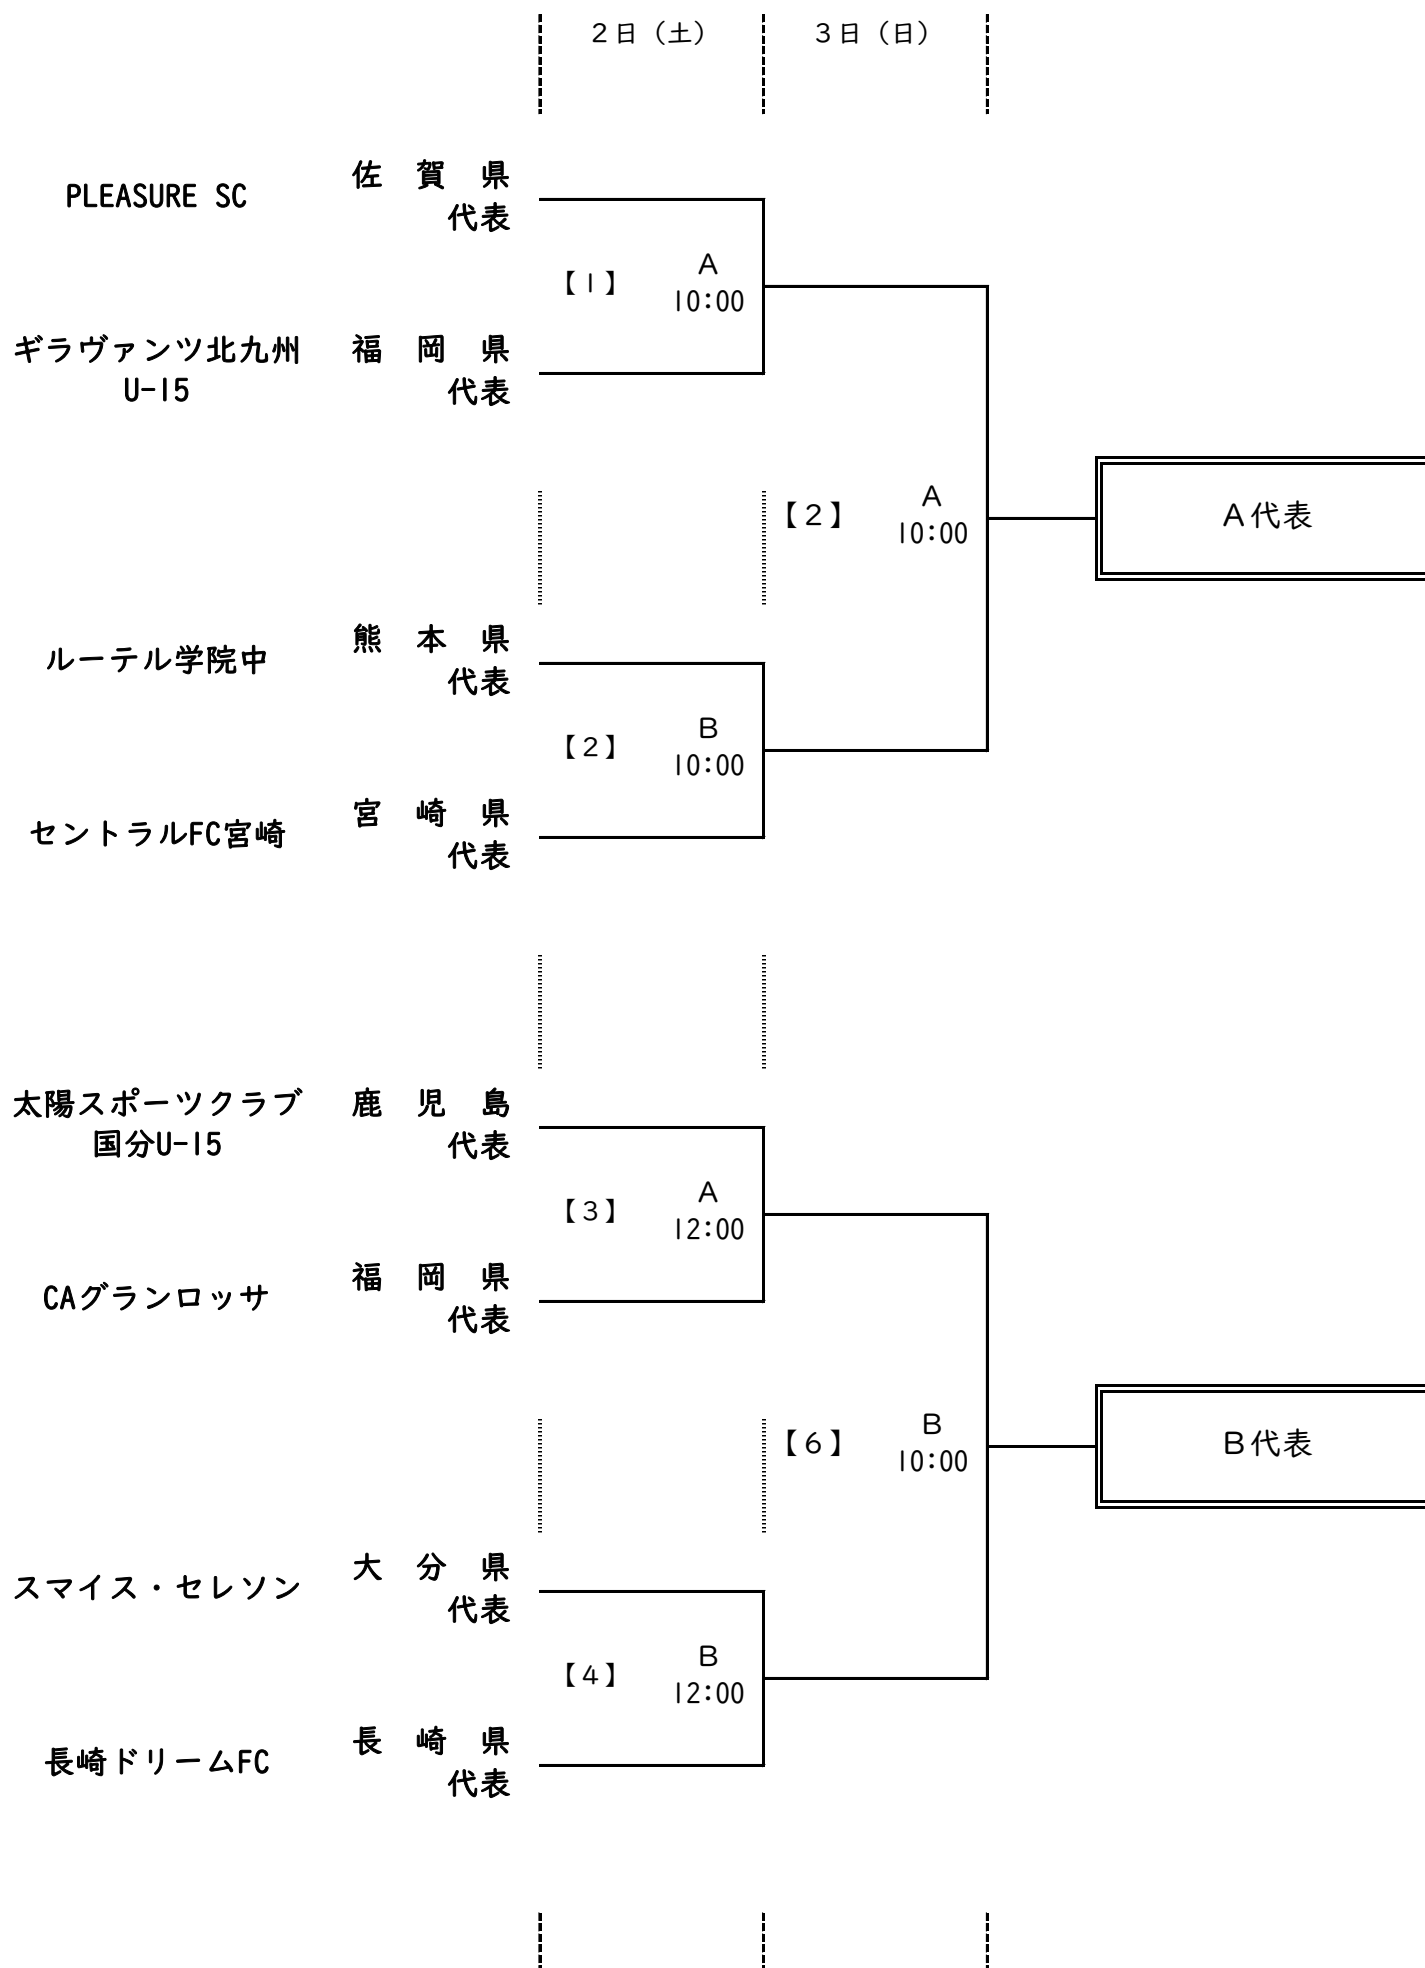 ２日（土）
３日（日）
PLEASURE SC
佐　賀　県
代表
【１】
A
10:00
ギラヴァンツ北九州
U-15
福　岡　県
代表
【２】
A
10:00
A代表
ルーテル学院中
熊　本　県
代表
【２】
B
10:00
セントラルFC宮崎
宮　崎　県
代表
太陽スポーツクラブ
国分U-15
鹿　児　島
代表
【３】
A
12:00
CAグランロッサ
福　岡　県
代表
【６】
B
10:00
B代表
スマイス・セレソン
大　分　県
代表
【４】
B
12:00
長崎ドリームFC
長　崎　県
代表